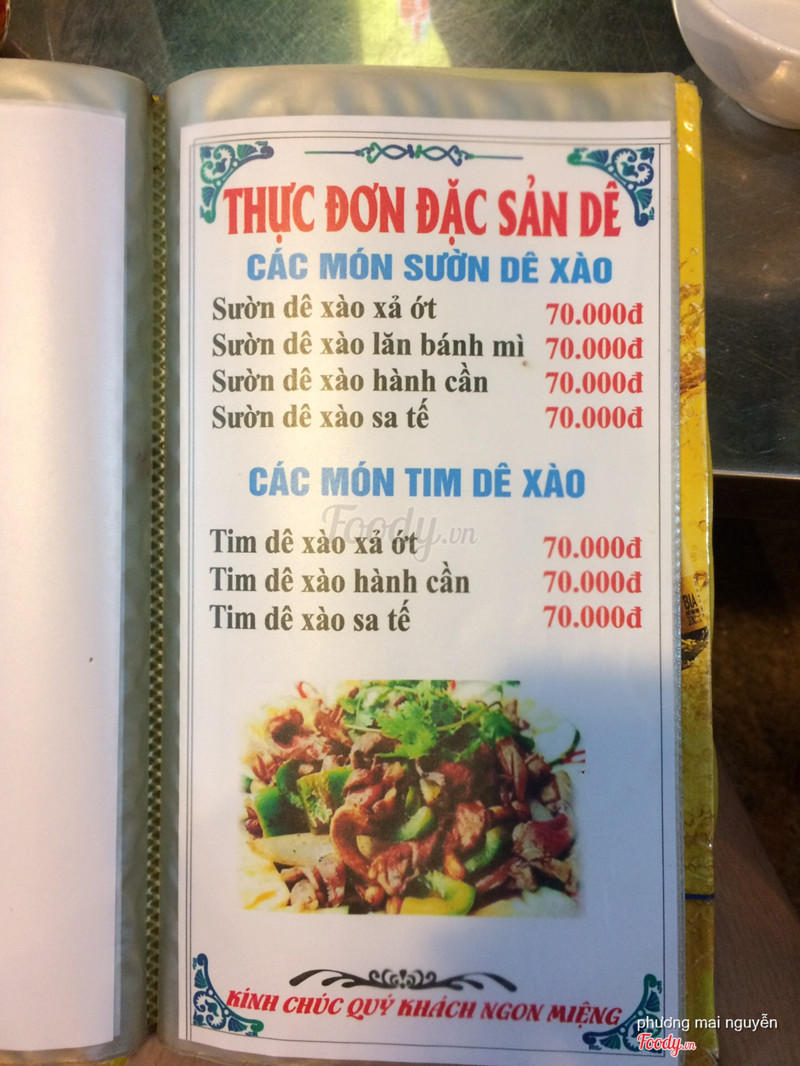 THỰC ĐƠN ĐẶC SẢN DÊ
CÁC MÓN SƯỜN DÊ XÀO
Sườn dê xào xả ớt 70.000đ
Sườn dê xào lăn bánh mì 70.000đ
Sườn dê xào hành cần 70.000đ
Sườn dê xào sa tế 70.000đ
CÁC MÓN TIM DÊ XÀO
Foody.vn
Tim dê xào xả ớt 70.000đ
Tim dê xào hành cần 70.000đ
Tim dê xào sa tế 70.000đ
BIA
KÍNH CHÚC QUÝ KHÁCH NGON MIỆNG
phương mai nguyễn
Foody.vn